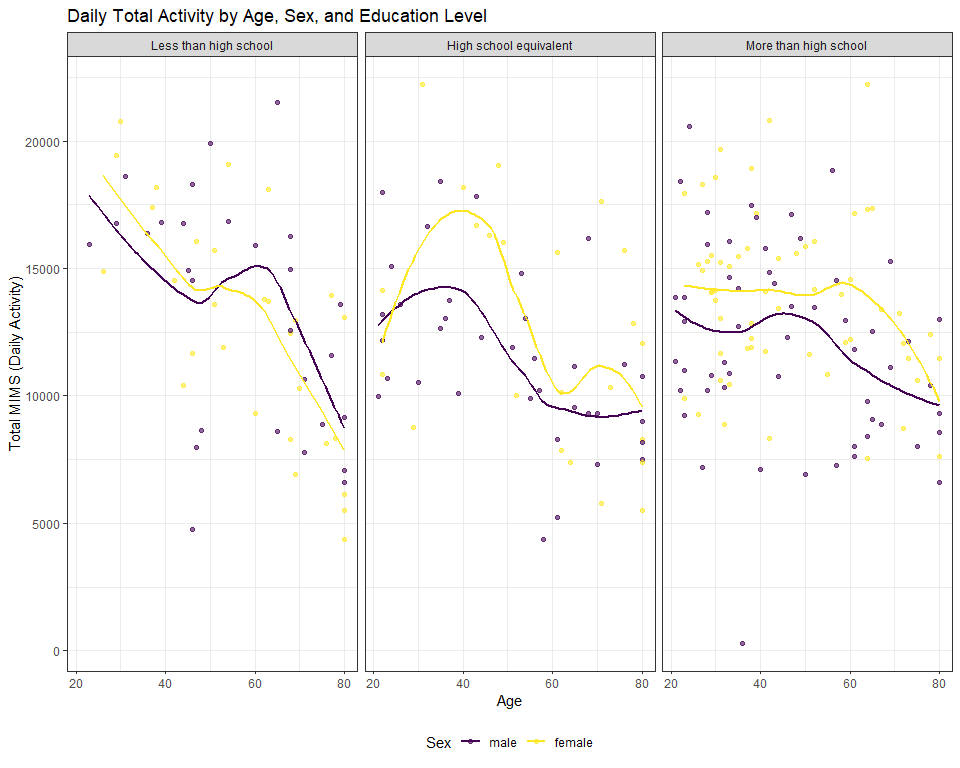 Daily Total Activity by Age, Sex, and Education Level
Less than high school
High school equivalent
More than high school
Total MIMS (Daily Activity)
20000
15000
10000
5000
0
20 40 60 80
20 40 60 80
20 40 60 80
Age
Sex male female